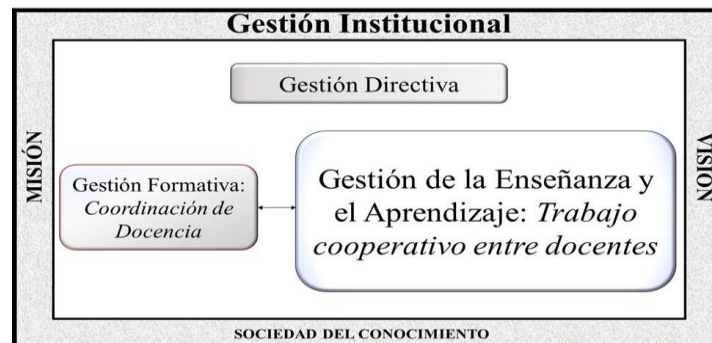 Gestión Institucional
Gestión Directiva
MISIÓN
Gestión Formativa:
Coordinación de
Docencia
Gestión de la Enseñanza y
el Aprendizaje: Trabajo
cooperativo entre docentes
VISIÓN
SOCIEDAD DEL CONOCIMIENTO